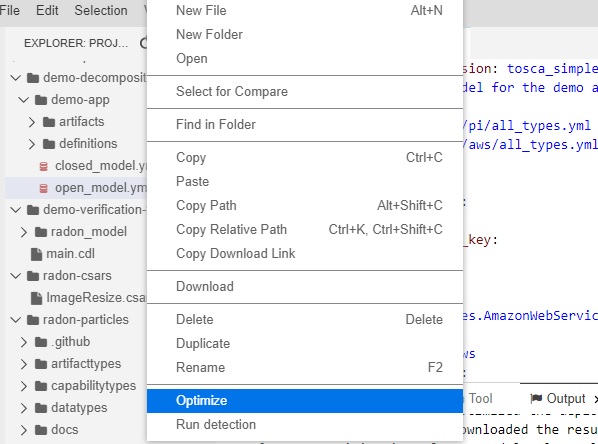 File Edit Selection
EXPLORER: PROJ...
demo-decomposit
demo-app
artifacts
definitions
closed_model.ym
open_model.ym
demo-verification-
radon_model
main.cdl
radon-csars
ImageResize.csa
radon-particles
.github
artifacttypes
capabilitytypes
datatypes
docs
New File Alt+N
New Folder
Open
Select for Compare
Find in Folder
Copy Ctrl+C
Paste
Copy Path Alt+Shift+C
Copy Relative Path Ctrl+K, Ctrl+Shift+C
Copy Download Link
Download
Delete Delete
Duplicate
Rename F2
Optimize
Run detection
sion: tosca_simple
del for the demo a
/pi/all_types.yml
/aws/all_types.yml
:
_key:
es.AmazonWebServic
ws
:
Tool Output
ownloaded the resu